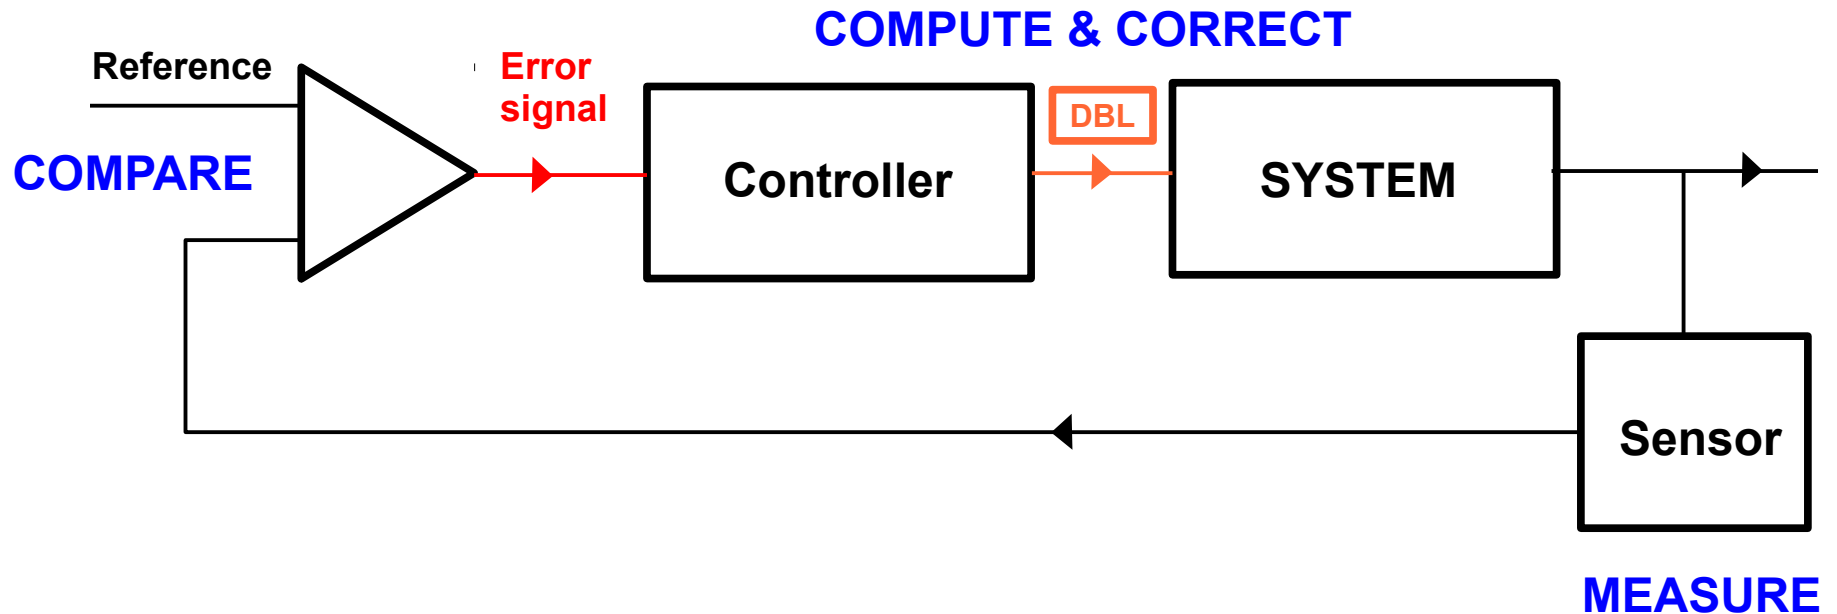 COMPUTE & CORRECT
Reference
Error
signal
DBL
COMPARE
Controller
SYSTEM
Sensor
MEASURE